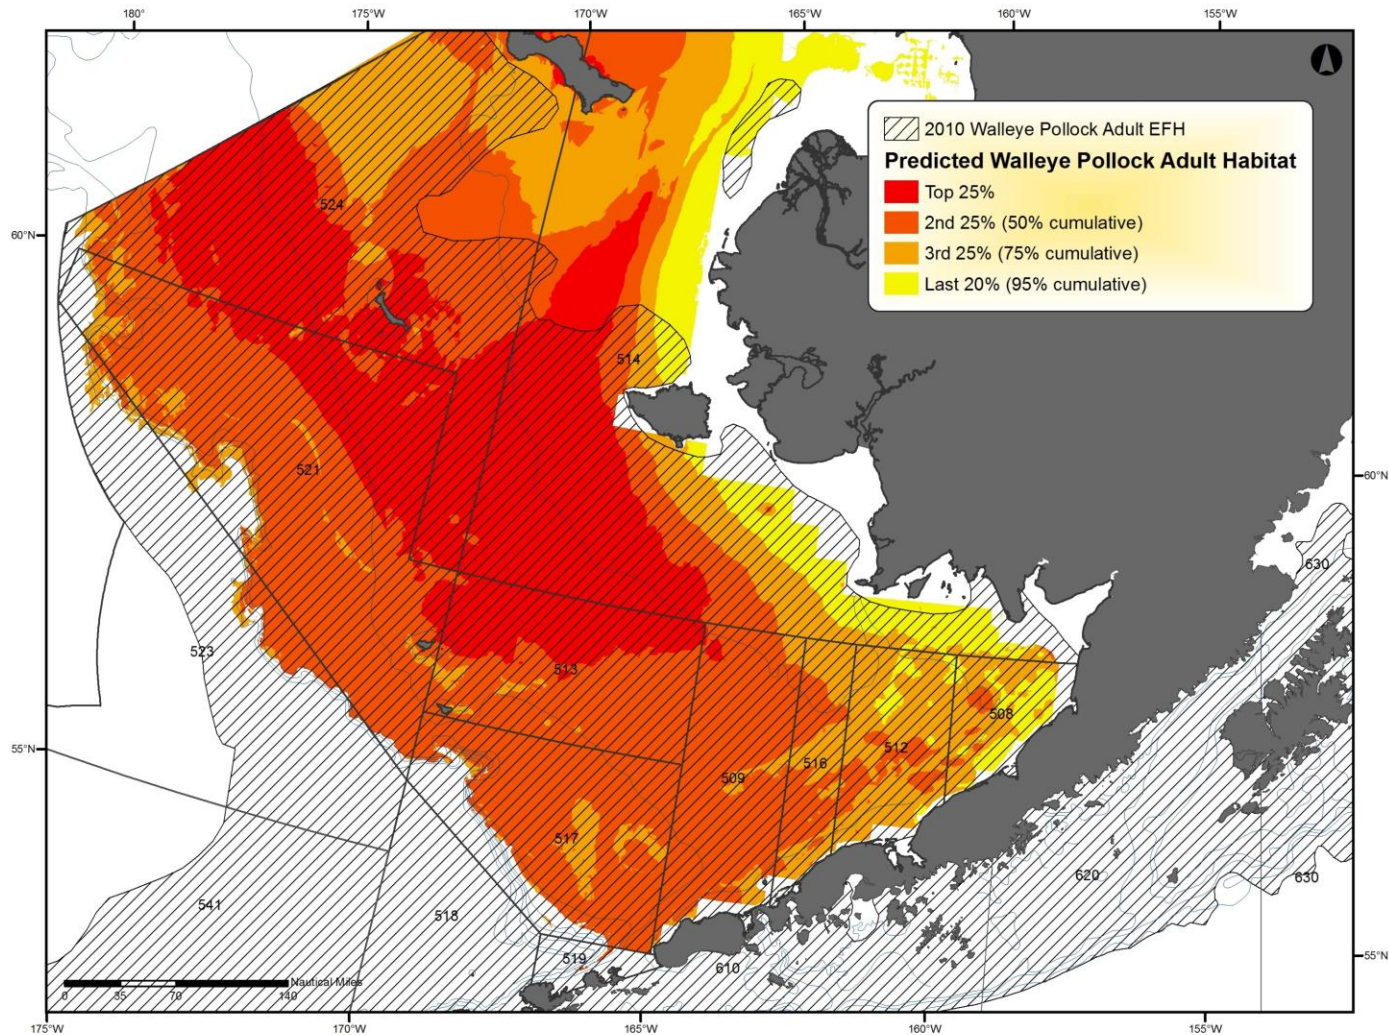 180° 175°W 170°W 165°W 160°W 155°W
2010 Walleye Pollock Adult EFH
Predicted Walleye Pollock Adult Habitat
Top 25%
2nd 25% (50% cumulative)
3rd 25% (75% cumulative)
Last 20% (95% cumulative)
524
60°N
514
521
60°N
630
523
513
508
55°N
512
516
509
517
620
630
541
518
519
610
55°N
Nautical Miles
0 35 70 140
175°W 170°W 165°W 160°W 155°W